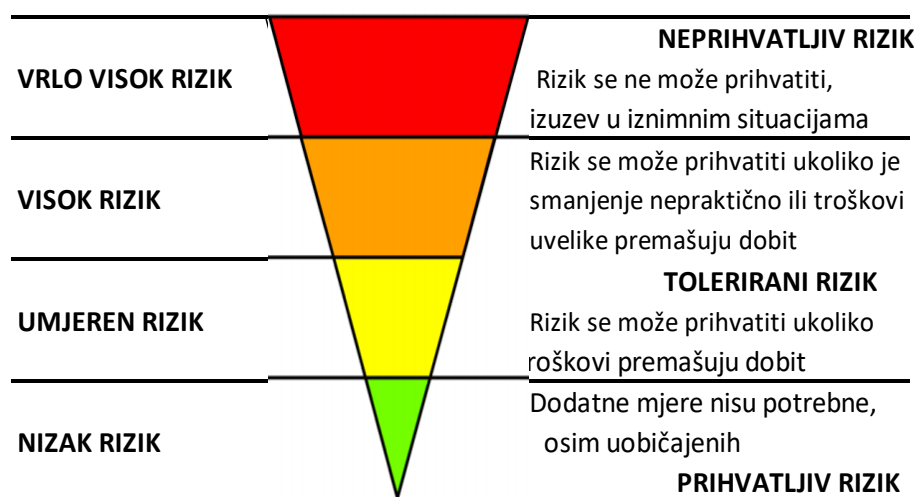 NEPRIHVATLJIV RIZIK
VRLO VISOK RIZIK
Rizik se ne može prihvatiti,
izuzev u iznimnim situacijama
VISOK RIZIK
Rizik se može prihvatiti ukoliko je
smanjenje nepraktično ili troškovi
uvelike premašuju dobit
TOLERIRANI RIZIK
UMJEREN RIZIK
Rizik se može prihvatiti ukoliko
roškovi premašuju dobit
NIZAK RIZIK
Dodatne mjere nisu potrebne,
osim uobičajenih
PRIHVATLJIV RIZIK